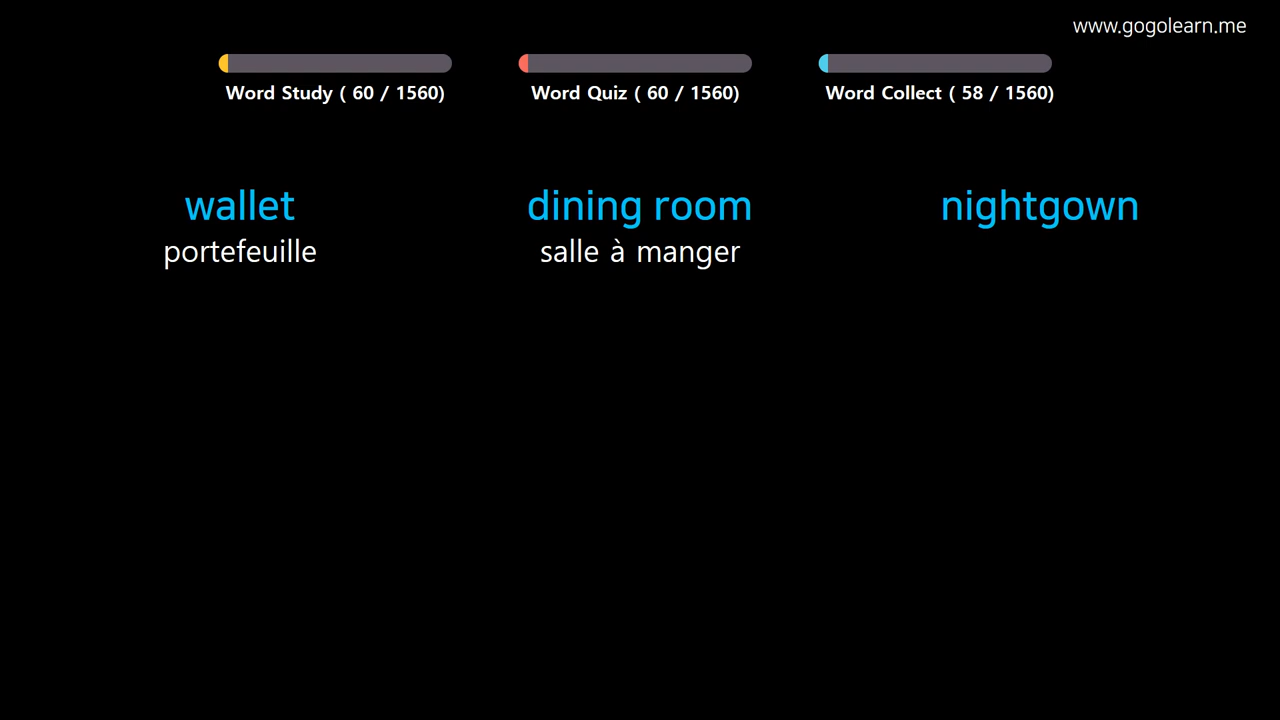 www.gogolearn.me
Word Study ( 60 / 1560)
Word Quiz ( 60 / 1560)
Word Collect ( 58 / 1560)
wallet
portefeuille
dining room
salle à manger
nightgown